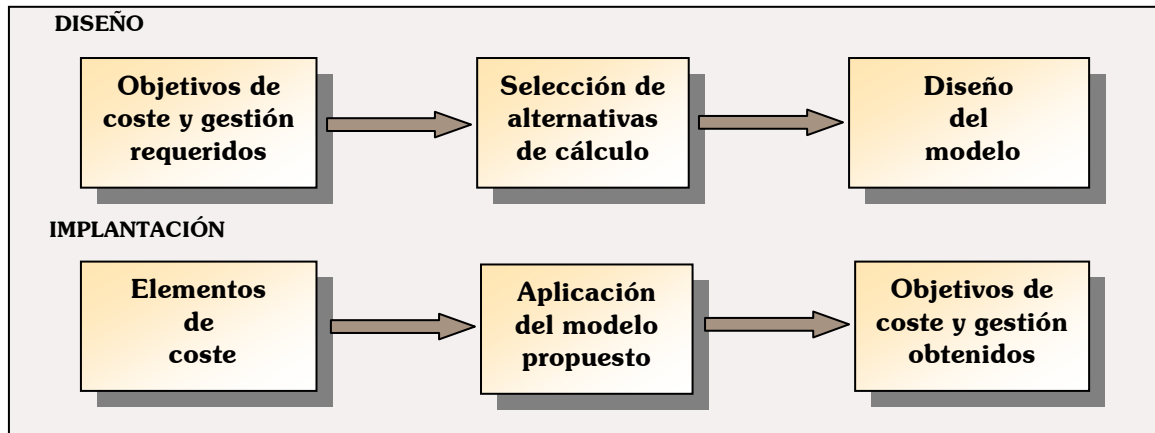 DISEÑO
Objetivos de
coste y gestión
requeridos
Selección de
alternativas
de cálculo
Diseño
del
modelo
IMPLANTACIÓN
Elementos
de
coste
Aplicación
del modelo
propuesto
Objetivos de
coste y gestión
obtenidos